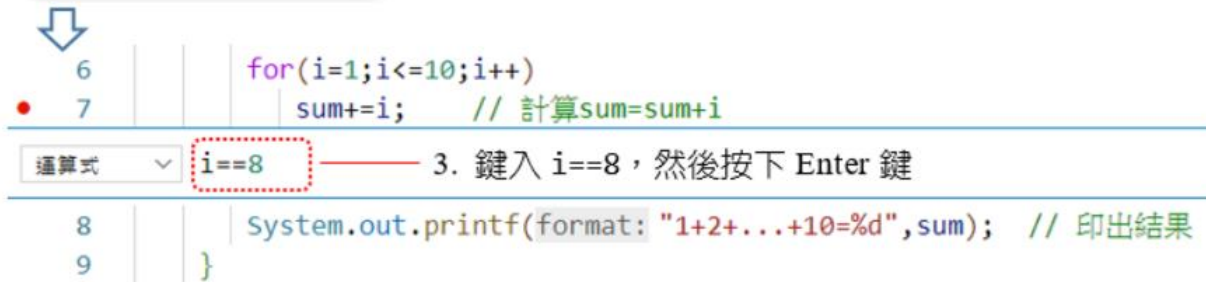 6 for(i=1;i<=10;i++)
7 sum+=i; // 計算sum=sum+i
運算式 i==8 3. 鍵入 i==8，然後按下 Enter 鍵
8 System.out.printf(format: "1+2+...+10=%d",sum); // 印出結果
9 }